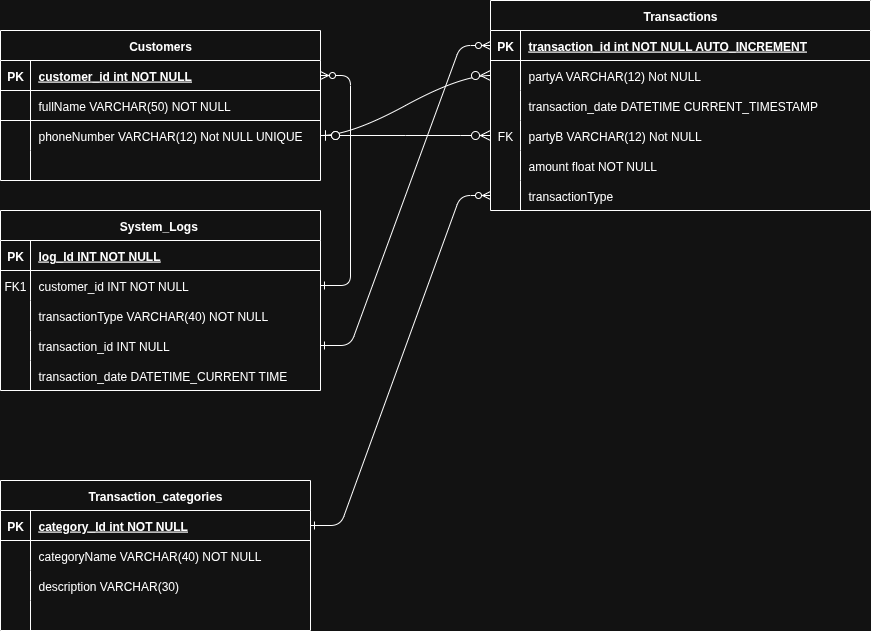 Customers
PK customer_id int NOT NULL
fullName VARCHAR(50) NOT NULL
phoneNumber VARCHAR(12) Not NULL UNIQUE
System_Logs
PK log_Id INT NOT NULL
FK1 customer_id INT NOT NULL
transactionType VARCHAR(40) NOT NULL
transaction_id INT NULL
transaction_date DATETIME_CURRENT TIME
Transaction_categories
PK category_Id int NOT NULL
categoryName VARCHAR(40) NOT NULL
description VARCHAR(30)
Transactions
PK transaction_id int NOT NULL AUTO_INCREMENT
partyA VARCHAR(12) Not NULL
transaction_date DATETIME CURRENT_TIMESTAMP
FK partyB VARCHAR(12) Not NULL
amount float NOT NULL
transactionType